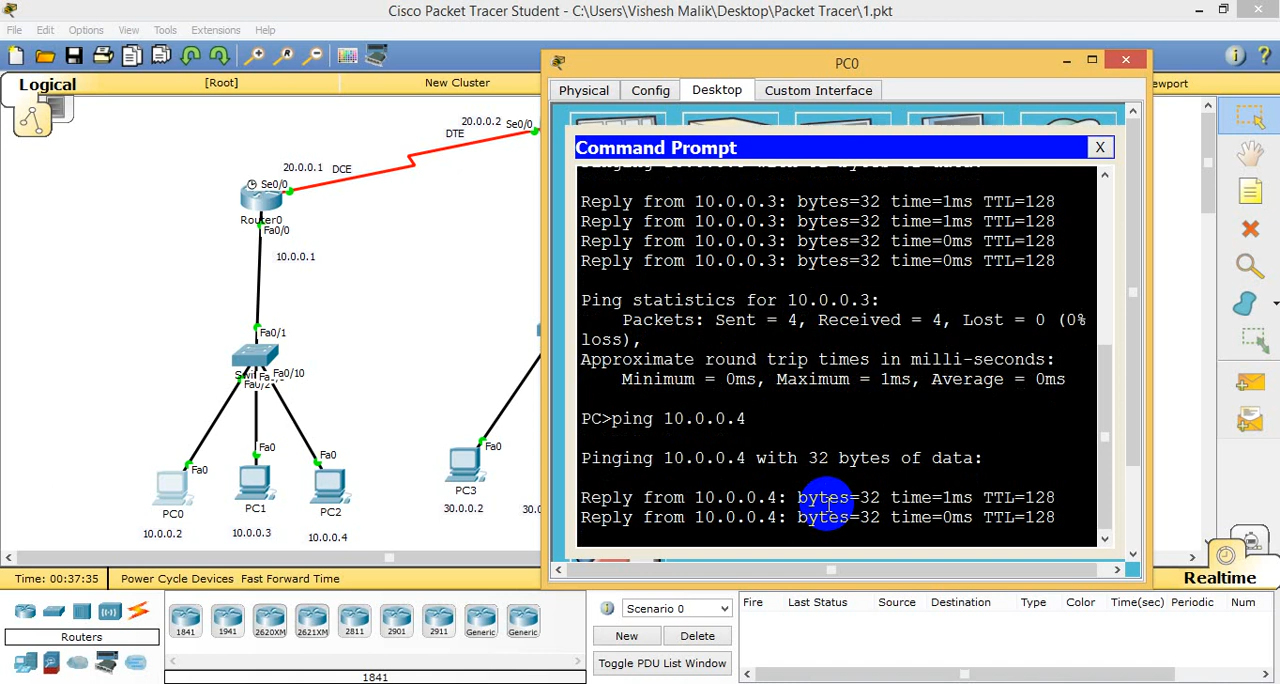 Cisco Packet Tracer Student - C:\Users\Vishesh Malik\Desktop\Packet Tracer\1.pkt
File Edit Options View Tools Extensions Help
Logical
[Root]
New Cluster
ewport
PC0
Physical Config Desktop Custom Interface
Command Prompt
X
Reply from 10.0.0.3: bytes=32 time=1ms TTL=128
Reply from 10.0.0.3: bytes=32 time=1ms TTL=128
Reply from 10.0.0.3: bytes=32 time=0ms TTL=128
Reply from 10.0.0.3: bytes=32 time=0ms TTL=128
Ping statistics for 10.0.0.3:
Packets: Sent = 4, Received = 4, Lost = 0 (0%
loss),
Approximate round trip times in milli-seconds:
Minimum = 0ms, Maximum = 1ms, Average = 0ms
PC>ping 10.0.0.4
Pinging 10.0.0.4 with 32 bytes of data:
Reply from 10.0.0.4: bytes=32 time=1ms TTL=128
Reply from 10.0.0.4: bytes=32 time=0ms TTL=128
20.0.0.2 Se0/0
DTE
20.0.0.1 DCE
Se0/0
Router0
Fa0/0
10.0.0.1
Fa0/1
Fa0/10
Fa0/2
Fa0
Fa0
Fa0
Fa0
PC0
PC1
PC2
PC3
10.0.0.2
10.0.0.3
10.0.0.4
30.0.0.2
Time: 00:37:35 Power Cycle Devices Fast Forward Time
Realtime
Routers
1841 1941 2620XM 2621XM 2811 2901 2911 Generic Generic
1841
Scenario 0
New Delete
Toggle PDU List Window
Fire Last Status Source Destination Type Color Time(sec) Periodic Num